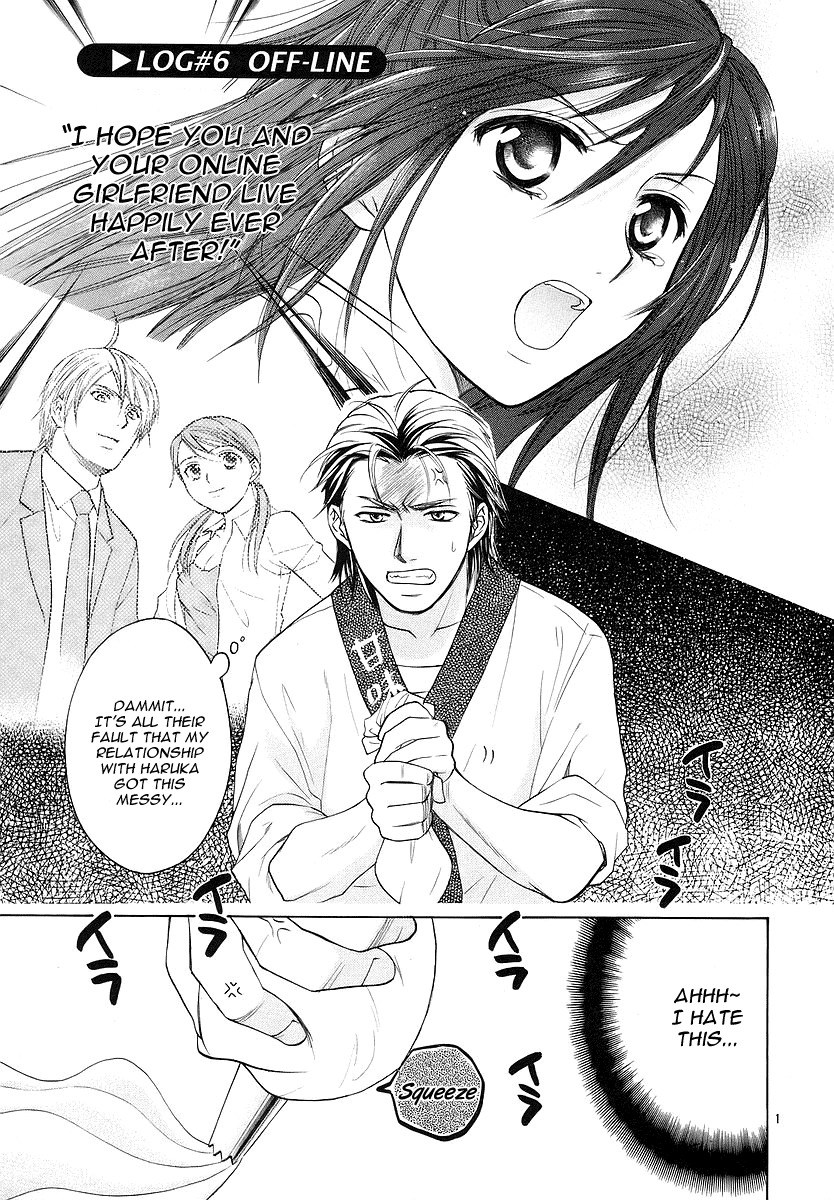 ▶LOG#6 OFF-LINE
"I HOPE YOU AND
YOUR ONLINE
GIRLFRIEND LIVE
HAPPILY EVER
AFTER!"
DAMMIT...
IT'S ALL THEIR
FAULT THAT MY
RELATIONSHIP
WITH HARUKA
GOT THIS
MESSY...
甘
イラ
イラ
イラ
イラ
イラ
イラ
AHHH~
I HATE
THIS...
Squeeze
1